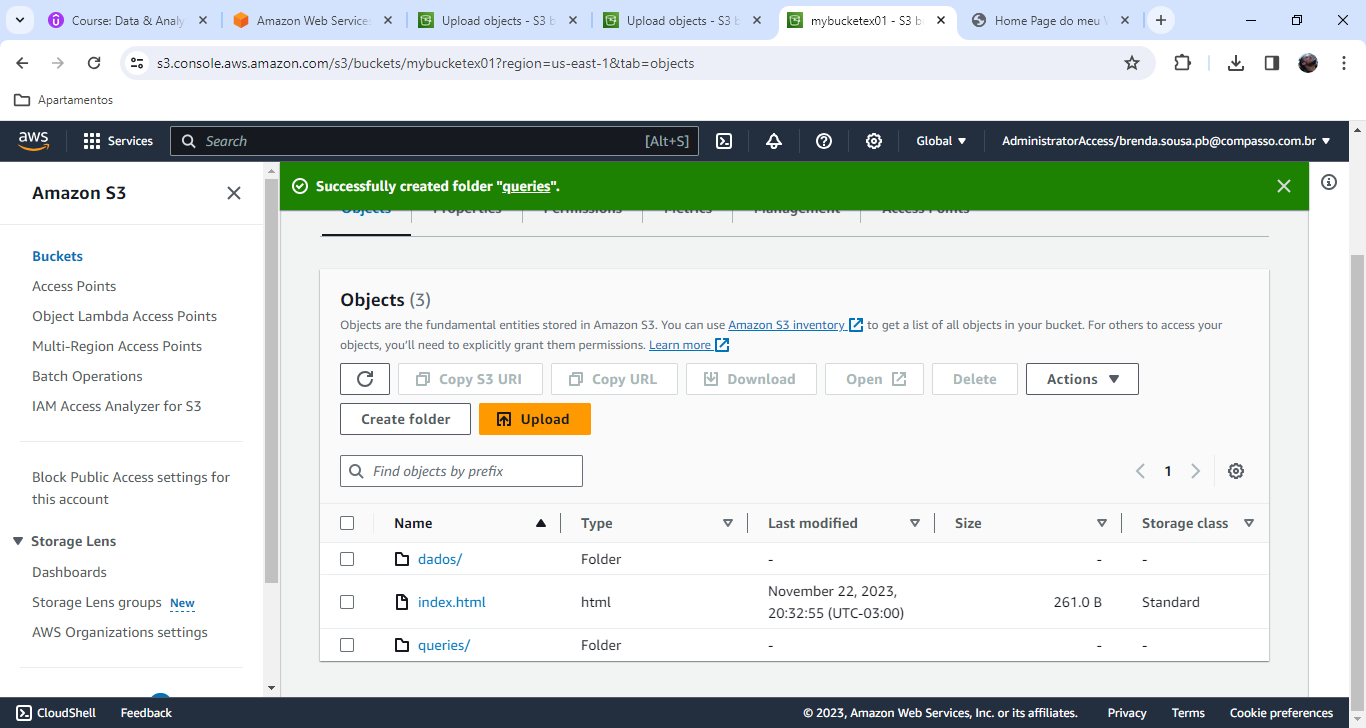 Course: Data & Analy
Amazon Web Service
Upload objects - S3 b
Upload objects - S3 b
mybucketex01 - S3 b
Home Page do meu
s3.console.aws.amazon.com/s3/buckets/mybucketex01?region=us-east-1&tab=objects
Apartamentos
aws
Services
Search
[Alt+S]
Global
AdministratorAccess/brenda.sousa.pb@compasso.com.br
Amazon S3
Buckets
Access Points
Object Lambda Access Points
Multi-Region Access Points
Batch Operations
IAM Access Analyzer for S3
Block Public Access settings for
this account
Storage Lens
Dashboards
Storage Lens groups New
AWS Organizations settings
Successfully created folder "queries".
Objects Properties Permissions Metrics Management Access Points
Objects (3)
Objects are the fundamental entities stored in Amazon S3. You can use Amazon S3 inventory to get a list of all objects in your bucket. For others to access your
objects, you'll need to explicitly grant them permissions. Learn more
Copy S3 URI Copy URL Download Open Delete Actions
Create folder Upload
Find objects by prefix
1
Name Type Last modified Size Storage class
dados/ Folder - - -
index.html html November 22, 2023, 261.0 B Standard
20:32:55 (UTC-03:00)
queries/ Folder - - -
CloudShell Feedback © 2023, Amazon Web Services, Inc. or its affiliates. Privacy Terms Cookie preferences